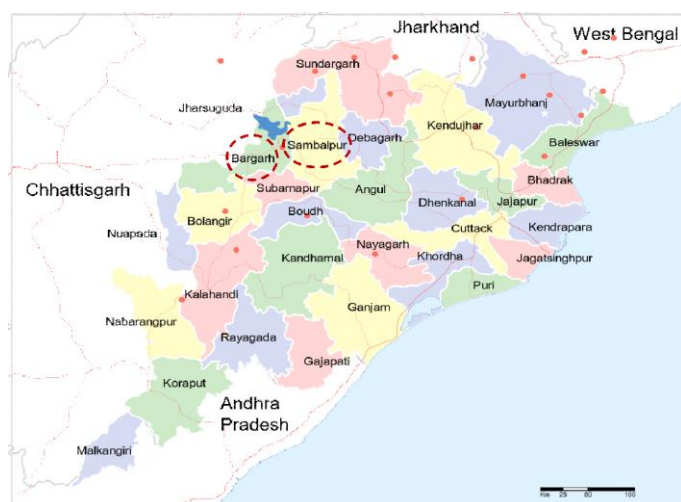 Jharkhand
West Bengal
Sundargarh
Jharsuguda
Mayurbhanj
Sambalpur
Debagarh
Kendujhar
Baleswar
Bargarh
Chhattisgarh
Subarnapur
Angul
Bhadrak
Dhenkanal
Jajapur
Bolangir
Boudh
Nuapada
Cuttack
Kendrapara
Nayagarh
Kandhamal
Khordha
Jagatsinghpur
Kalahandi
Puri
Nabarangpur
Ganjam
Rayagada
Gajapati
Koraput
Andhra
Pradesh
Malkangiri